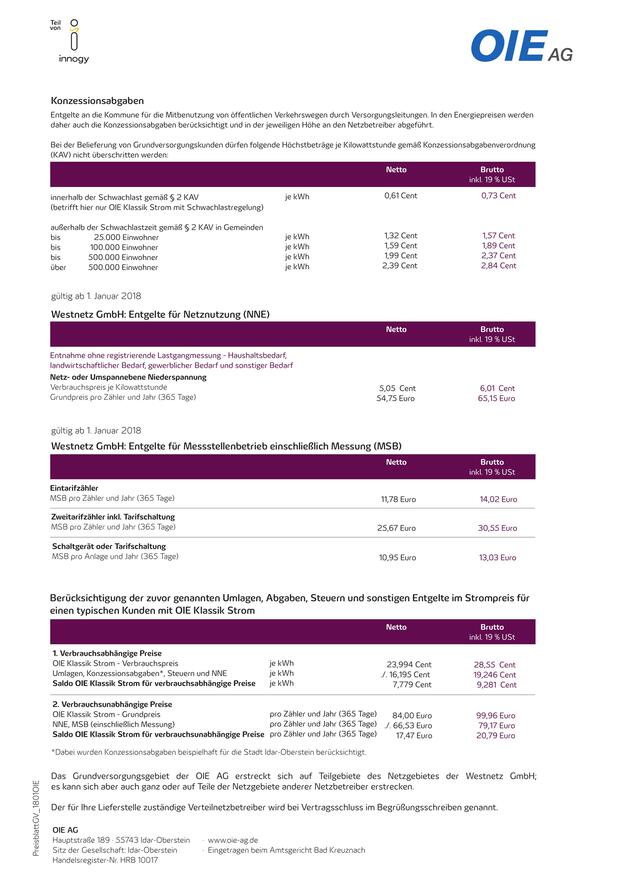 Teil
von
innogy
OIE AG
Konzessionsabgaben
Entgelte an die Kommune für die Mitbenutzung von öffentlichen Verkehrswegen durch Versorgungsleitungen. In den Energiepreisen werden
daher auch die Konzessionsabgaben berücksichtigt und in der jeweiligen Höhe an den Netzbetreiber abgeführt.
Bei der Belieferung von Grundversorgungskunden dürfen folgende Höchstbeträge je Kilowattstunde gemäß Konzessionsabgabenverordnung
(KAV) nicht überschritten werden:
Netto Brutto
inkl. 19 % USt
innerhalb der Schwachlast gemäß § 2 KAV je kWh 0,61 Cent 0,73 Cent
(betrifft hier nur OIE Klassik Strom mit Schwachlastregelung)
außerhalb der Schwachlastzeit gemäß § 2 KAV in Gemeinden
bis 25.000 Einwohner je kWh 1,32 Cent 1,57 Cent
bis 100.000 Einwohner je kWh 1,59 Cent 1,89 Cent
bis 500.000 Einwohner je kWh 1,99 Cent 2,37 Cent
über 500.000 Einwohner je kWh 2,39 Cent 2,84 Cent
gültig ab 1. Januar 2018
Westnetz GmbH: Entgelte für Netznutzung (NNE)
Netto Brutto
inkl. 19 % USt
Entnahme ohne registrierende Lastgangmessung - Haushaltsbedarf,
landwirtschaftlicher Bedarf, gewerblicher Bedarf und sonstiger Bedarf
Netz- oder Umspannebene Niederspannung
Verbrauchspreis je Kilowattstunde 5,05 Cent 6,01 Cent
Grundpreis pro Zähler und Jahr (365 Tage) 54,75 Euro 65,15 Euro
gültig ab 1. Januar 2018
Westnetz GmbH: Entgelte für Messstellenbetrieb einschließlich Messung (MSB)
Netto Brutto
inkl. 19 % USt
Eintarifzähler
MSB pro Zähler und Jahr (365 Tage) 11,78 Euro 14,02 Euro
Zweitarifzähler inkl. Tarifschaltung
MSB pro Zähler und Jahr (365 Tage) 25,67 Euro 30,55 Euro
Schaltgerät oder Tarifschaltung
MSB pro Anlage und Jahr (365 Tage) 10,95 Euro 13,03 Euro
Berücksichtigung der zuvor genannten Umlagen, Abgaben, Steuern und sonstigen Entgelte im Strompreis für
einen typischen Kunden mit OIE Klassik Strom
Netto Brutto
inkl. 19 % USt
1. Verbrauchsabhängige Preise
OIE Klassik Strom - Verbrauchspreis je kWh 23,994 Cent 28,55 Cent
Umlagen, Konzessionsabgaben*, Steuern und NNE je kWh ./. 16,195 Cent 19,246 Cent
Saldo OIE Klassik Strom für verbrauchsabhängige Preise je kWh 7,779 Cent 9,281 Cent
2. Verbrauchsunabhängige Preise
OIE Klassik Strom - Grundpreis pro Zähler und Jahr (365 Tage) 84,00 Euro 99,96 Euro
NNE, MSB (einschließlich Messung) pro Zähler und Jahr (365 Tage) ./. 66,53 Euro 79,17 Euro
Saldo OIE Klassik Strom für verbrauchsunabhängige Preise pro Zähler und Jahr (365 Tage) 17,47 Euro 20,79 Euro
*Dabei wurden Konzessionsabgaben beispielhaft für die Stadt Idar-Oberstein berücksichtigt.
Das Grundversorgungsgebiet der OIE AG erstreckt sich auf Teilgebiete des Netzgebietes der Westnetz GmbH;
es kann sich aber auch ganz oder auf Teile der Netzgebiete anderer Netzbetreiber erstrecken.
Der für Ihre Lieferstelle zuständige Verteilnetzbetreiber wird bei Vertragsschluss im Begrüßungsschreiben genannt.
OIE AG
Hauptstraße 189 · 55743 Idar-Oberstein · www.oie-ag.de
Sitz der Gesellschaft: Idar-Oberstein · Eingetragen beim Amtsgericht Bad Kreuznach
Handelsregister-Nr. HRB 10017
PreisblattGV_1801OIE